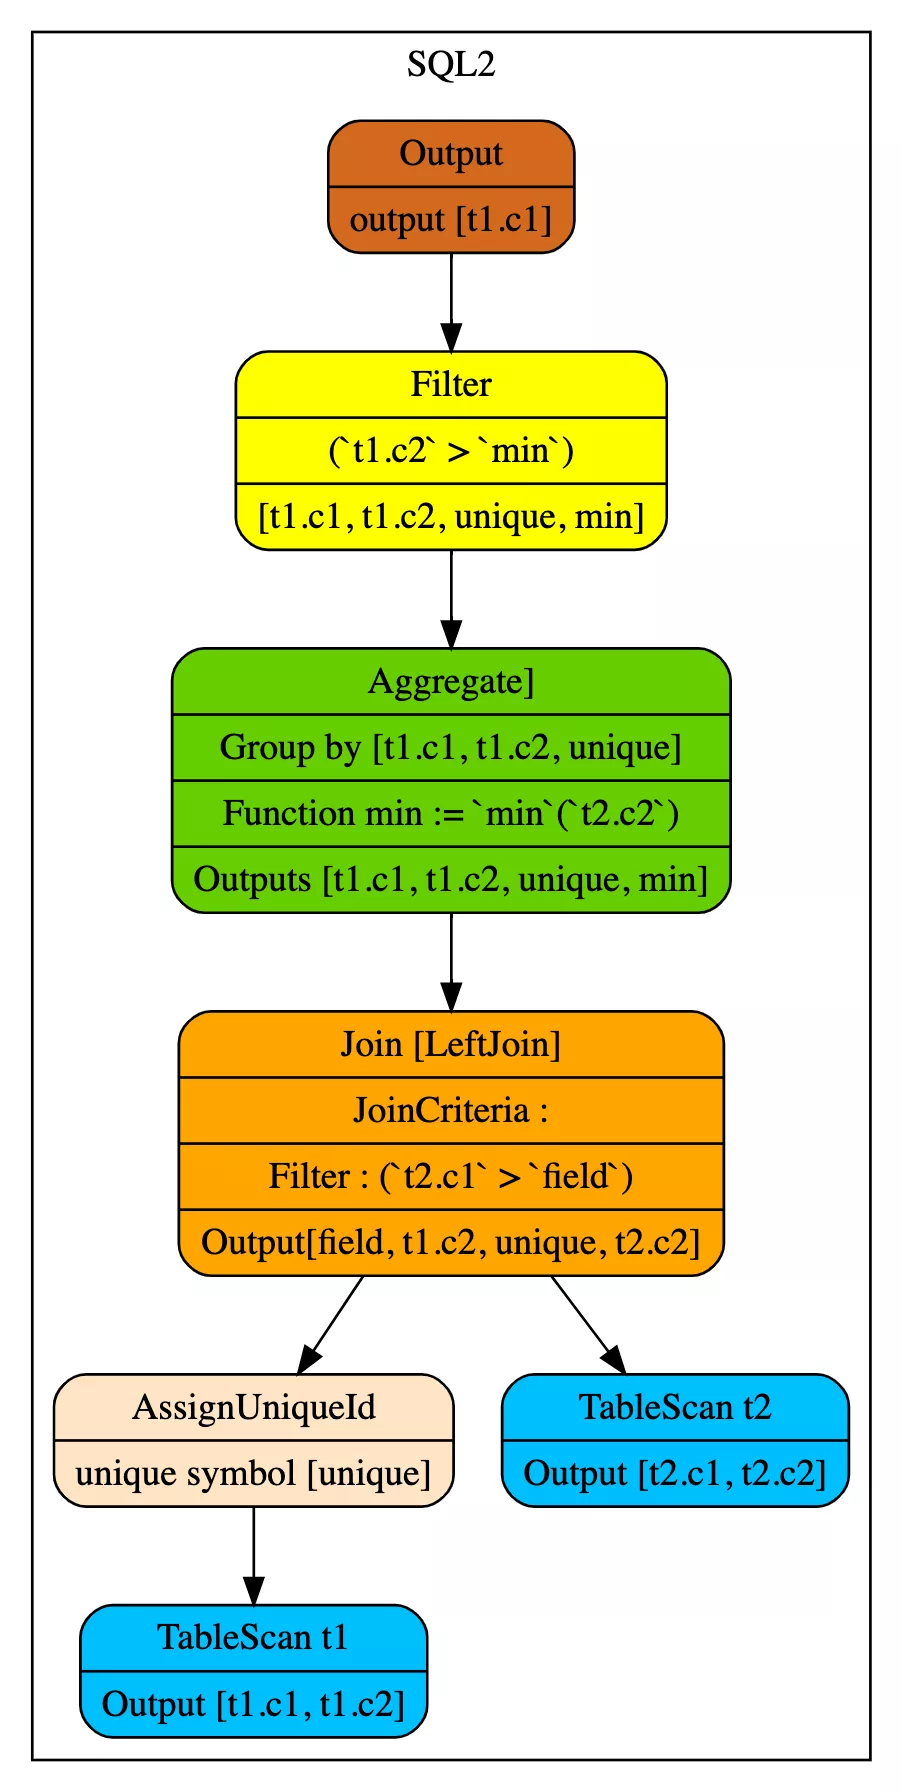 SQL2
Output
output [t1.c1]
Filter
(`t1.c2` > `min`)
[t1.c1, t1.c2, unique, min]
Aggregate]
Group by [t1.c1, t1.c2, unique]
Function min := `min`(`t2.c2`)
Outputs [t1.c1, t1.c2, unique, min]
Join [LeftJoin]
JoinCriteria :
Filter : (`t2.c1` > `field`)
Output[field, t1.c2, unique, t2.c2]
AssignUniqueId
unique symbol [unique]
TableScan t2
Output [t2.c1, t2.c2]
TableScan t1
Output [t1.c1, t1.c2]